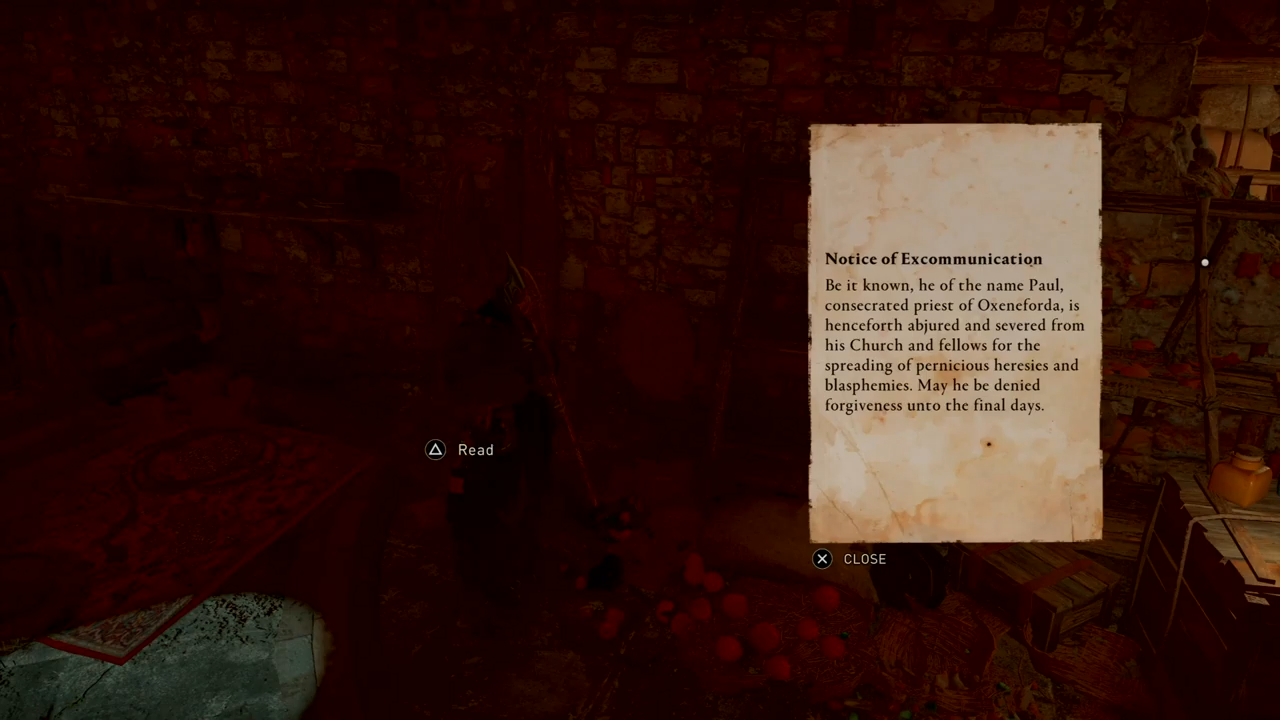 Notice of Excommunication
Be it known, he of the name Paul,
consecrated priest of Oxeneforda, is
henceforth abjured and severed from
his Church and fellows for the
spreading of pernicious heresies and
blasphemies. May he be denied
forgiveness unto the final days.
Read
CLOSE